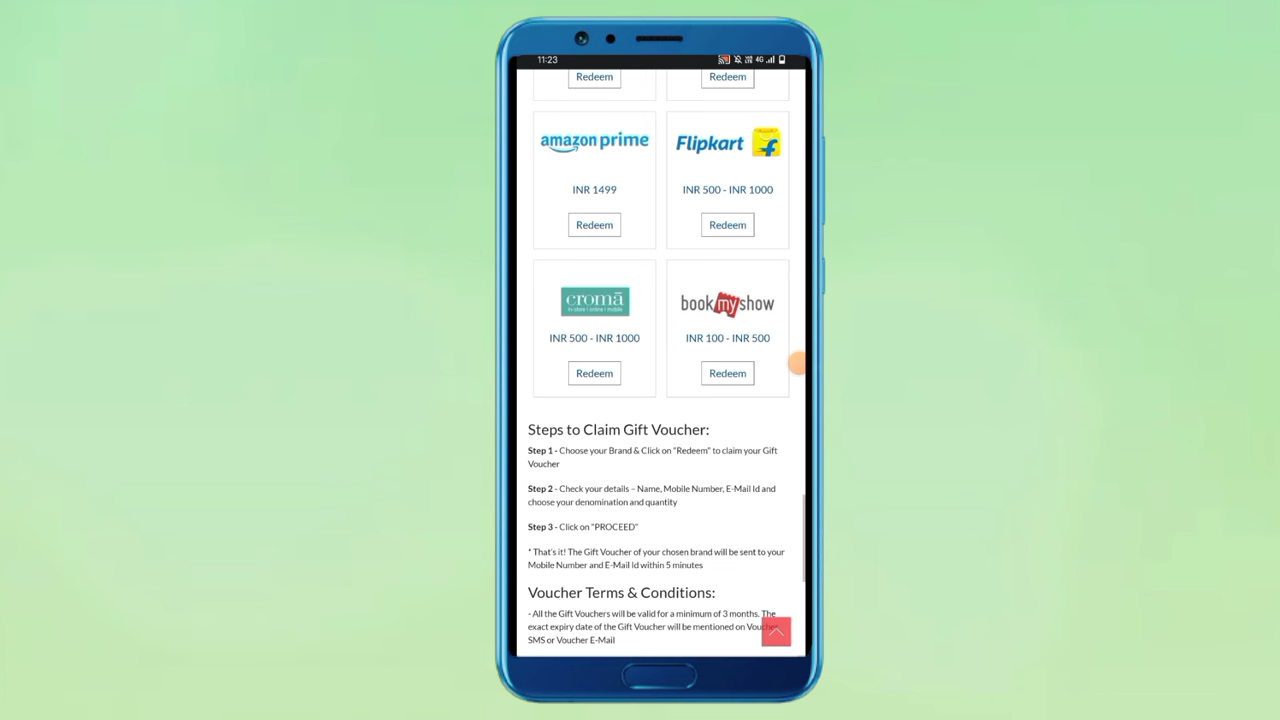 11:23
4G
Redeem
Redeem
amazon prime
Flipkart
INR 1499
INR 500 - INR 1000
Redeem
Redeem
cromā
in-store | online | mobile
bookmyshow
INR 500 - INR 1000
INR 100 - INR 500
Redeem
Redeem
Steps to Claim Gift Voucher:
Step 1 - Choose your Brand & Click on "Redeem" to claim your Gift
Voucher
Step 2 - Check your details – Name, Mobile Number, E-Mail Id and
choose your denomination and quantity
Step 3 - Click on "PROCEED"
* That's it! The Gift Voucher of your chosen brand will be sent to your
Mobile Number and E-Mail Id within 5 minutes
Voucher Terms & Conditions:
- All the Gift Vouchers will be valid for a minimum of 3 months. The
exact expiry date of the Gift Voucher will be mentioned on Voucher
SMS or Voucher E-Mail